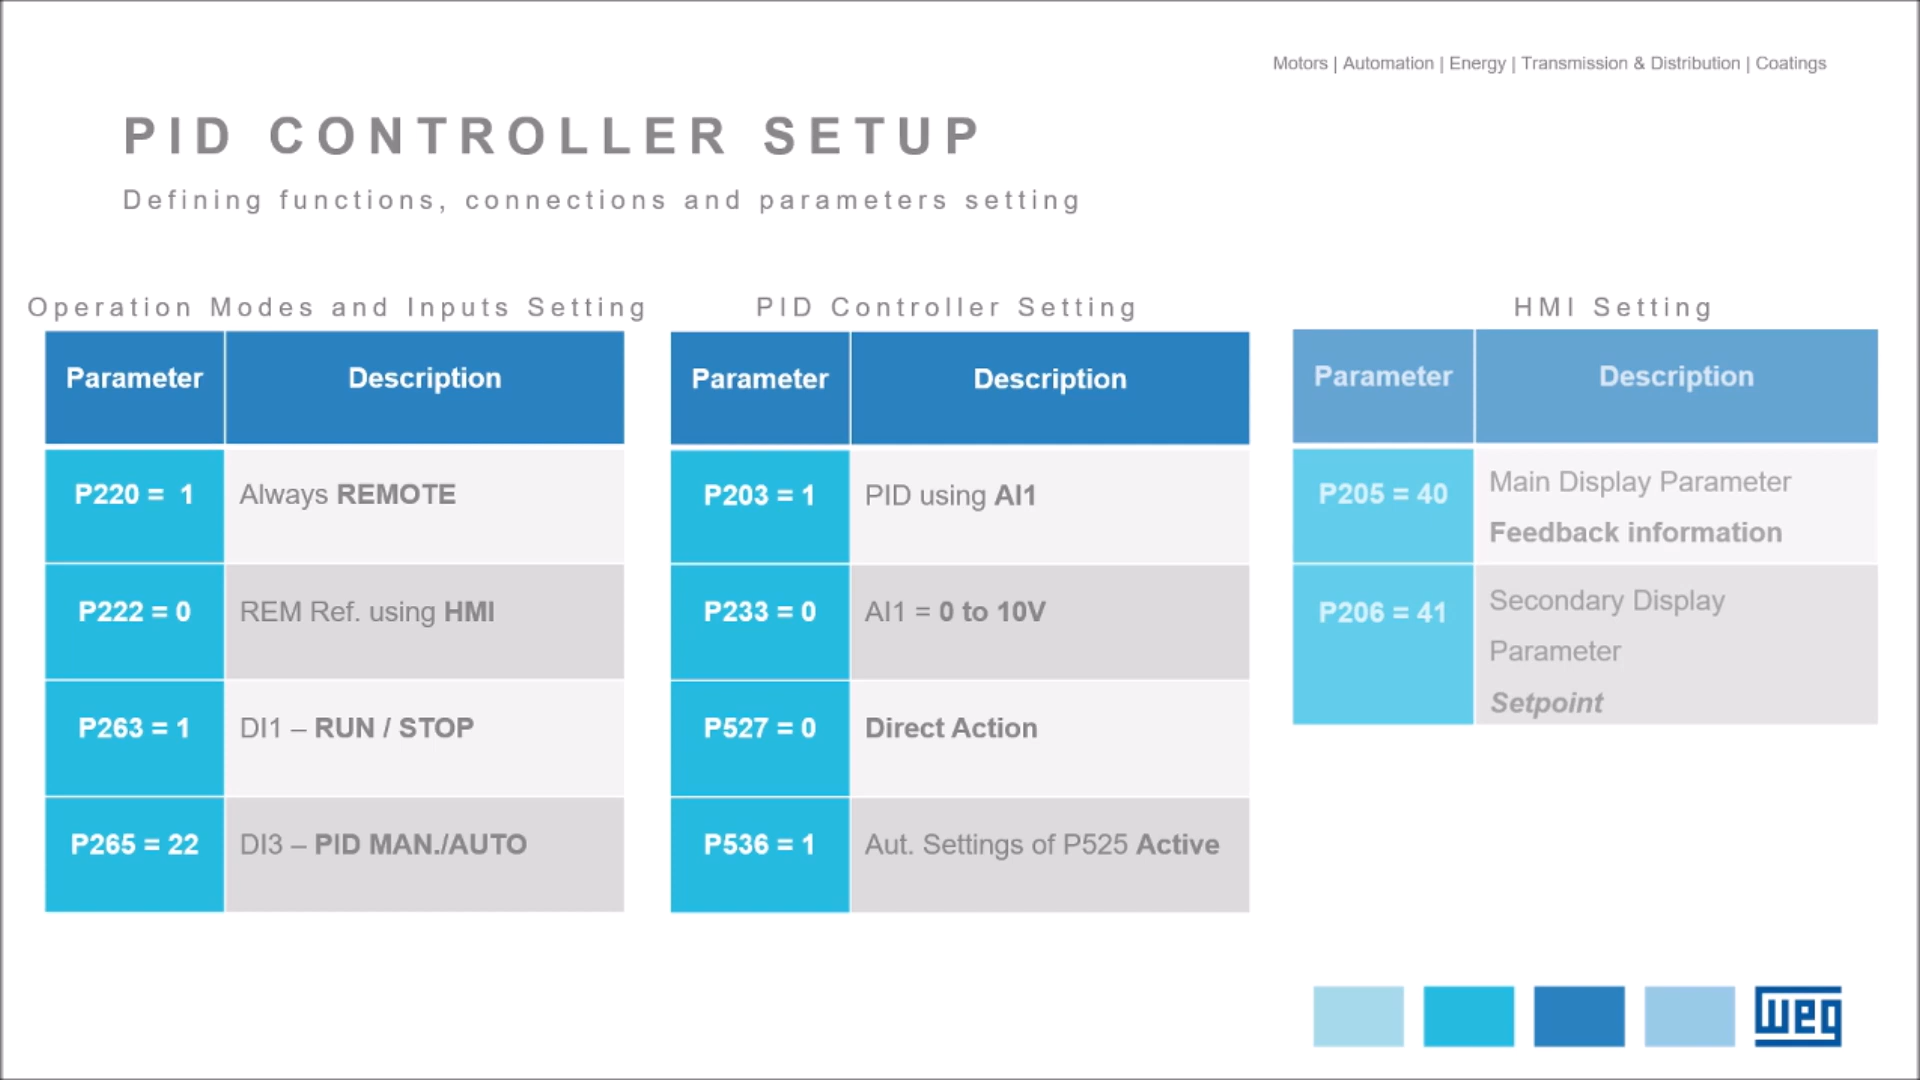 Motors | Automation | Energy | Transmission & Distribution | Coatings
PID CONTROLLER SETUP
Defining functions, connections and parameters setting
Operation Modes and Inputs Setting
Parameter Description
P220 = 1 Always REMOTE
P222 = 0 REM Ref. using HMI
P263 = 1 DI1 – RUN / STOP
P265 = 22 DI3 – PID MAN./AUTO
PID Controller Setting
Parameter Description
P203 = 1 PID using AI1
P233 = 0 AI1 = 0 to 10V
P527 = 0 Direct Action
P536 = 1 Aut. Settings of P525 Active
HMI Setting
Parameter Description
P205 = 40 Main Display Parameter
Feedback information
P206 = 41 Secondary Display
Parameter
Setpoint
weg